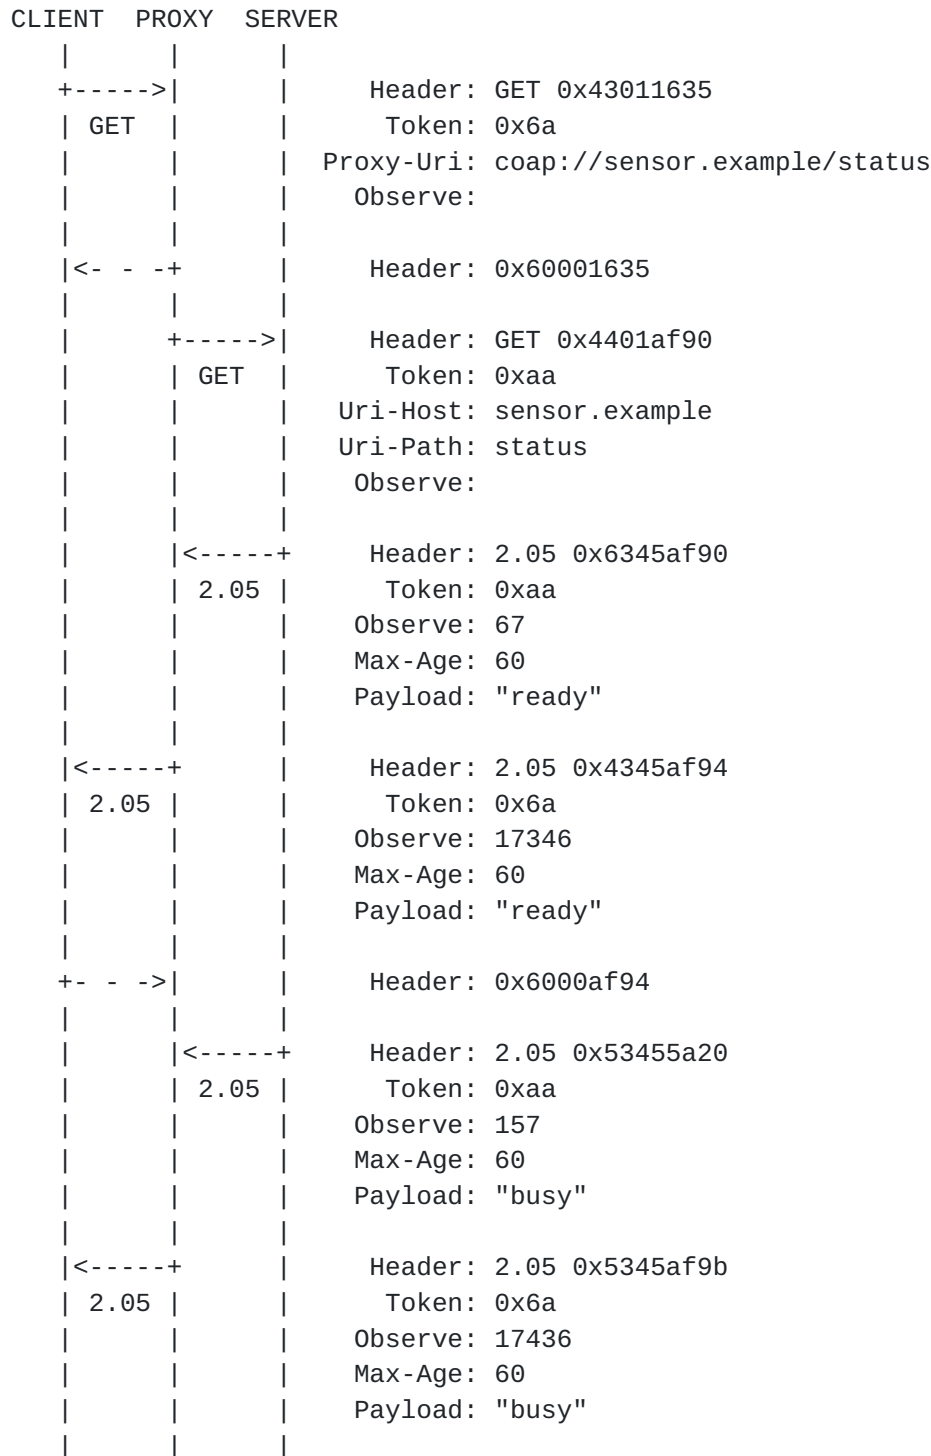 CLIENT  PROXY  SERVER
   |      |      |
   +----->|      |     Header: GET 0x43011635
   | GET  |      |      Token: 0x6a
   |      |      |  Proxy-Uri: coap://sensor.example/status
   |      |      |    Observe:
   |      |      |
   |<- - -+      |     Header: 0x60001635
   |      |      |
   |      +----->|     Header: GET 0x4401af90
   |      | GET  |      Token: 0xaa
   |      |      |   Uri-Host: sensor.example
   |      |      |   Uri-Path: status
   |      |      |    Observe:
   |      |      |
   |      |<-----+     Header: 2.05 0x6345af90
   |      | 2.05 |      Token: 0xaa
   |      |      |    Observe: 67
   |      |      |    Max-Age: 60
   |      |      |    Payload: "ready"
   |      |      |
   |<-----+      |     Header: 2.05 0x4345af94
   | 2.05 |      |      Token: 0x6a
   |      |      |    Observe: 17346
   |      |      |    Max-Age: 60
   |      |      |    Payload: "ready"
   |      |      |
   +- - ->|      |     Header: 0x6000af94
   |      |      |
   |      |<-----+     Header: 2.05 0x53455a20
   |      | 2.05 |      Token: 0xaa
   |      |      |    Observe: 157
   |      |      |    Max-Age: 60
   |      |      |    Payload: "busy"
   |      |      |
   |<-----+      |     Header: 2.05 0x5345af9b
   | 2.05 |      |      Token: 0x6a
   |      |      |    Observe: 17436
   |      |      |    Max-Age: 60
   |      |      |    Payload: "busy"
   |      |      |